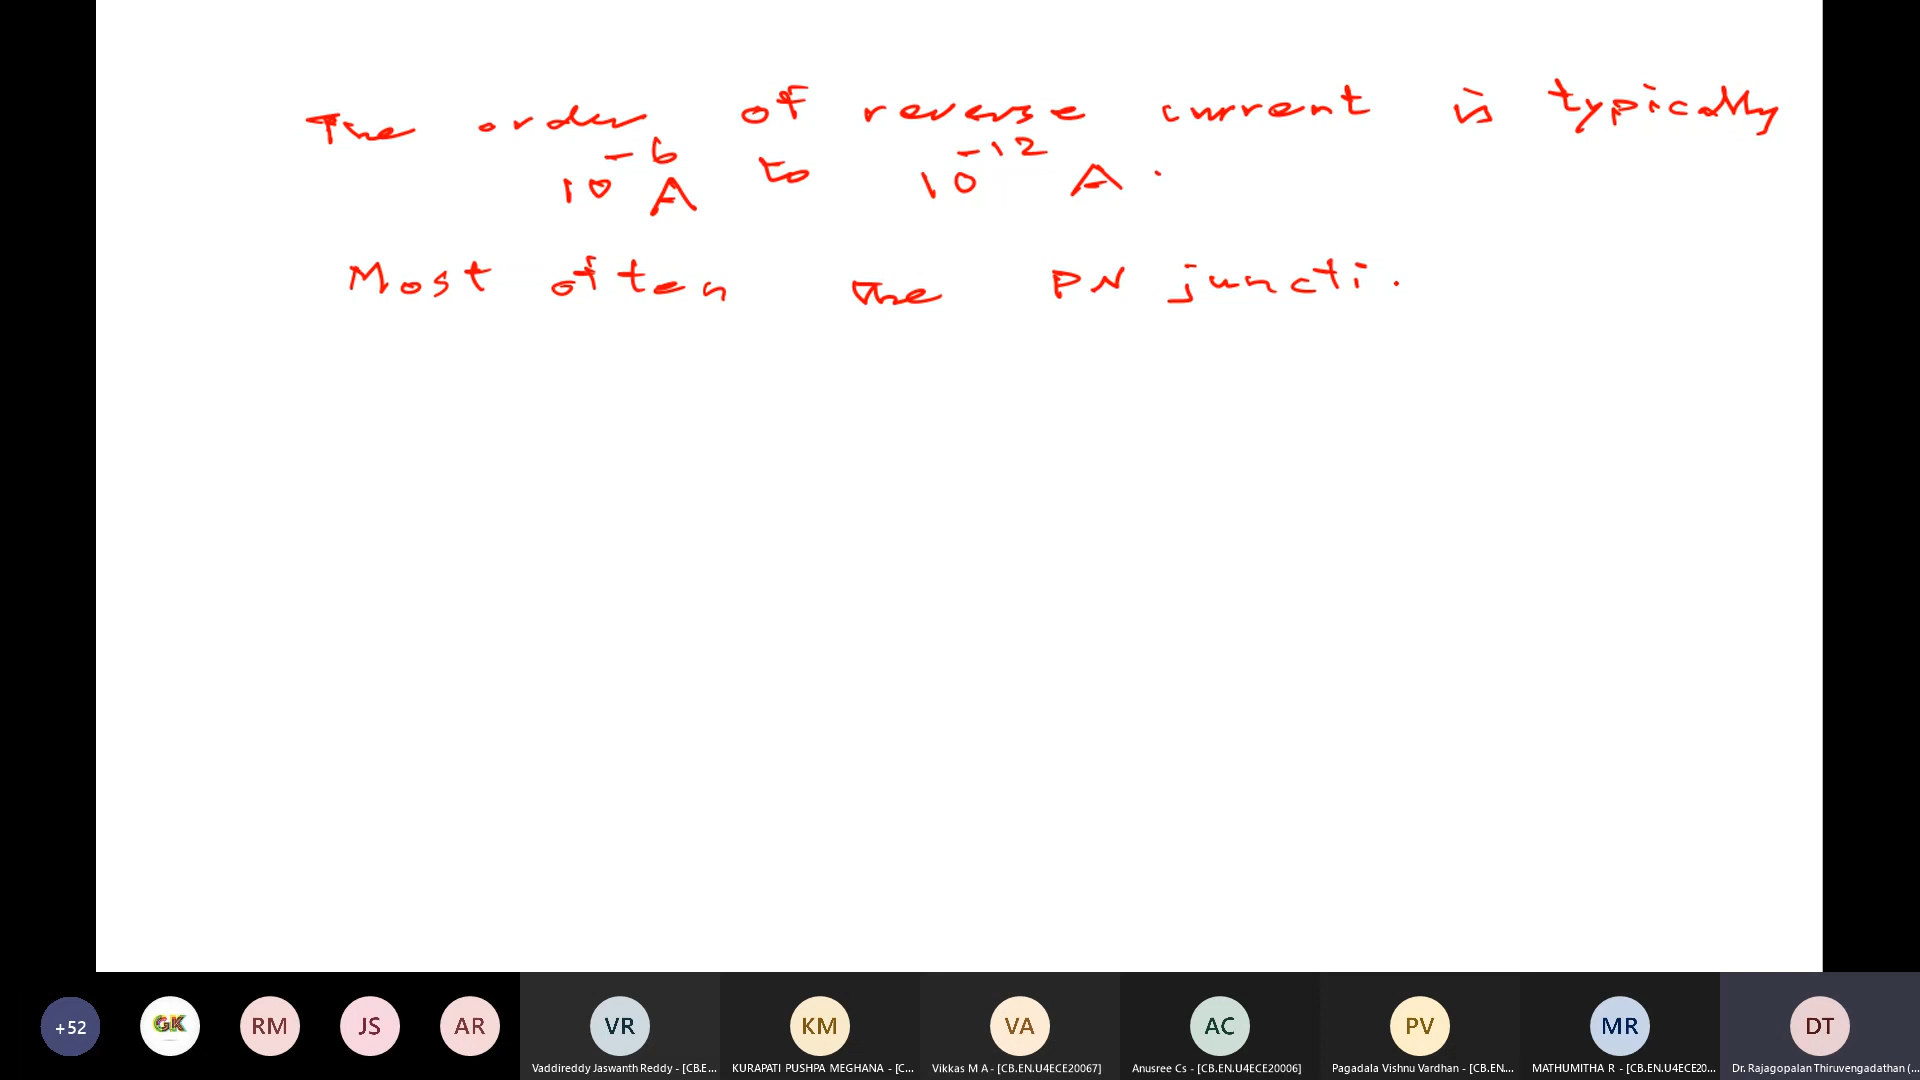 The order of reverse current is typically
10⁻⁶ A to 10⁻¹² A.
Most often the PN juncti.
+52 GK RM JS AR VR KM VA AC PV MR DT
Vaddireddy Jaswanth Reddy - [CB.E... KURAPATI PUSHPA MEGHANA - [C... Vikkas M A - [CB.EN.U4ECE20067] Anusree Cs - [CB.EN.U4ECE20006] Pagadala Vishnu Vardhan - [CB.EN,... MATHUMITHA R - [CB.EN.U4ECE20... Dr. Rajagopalan Thiruvengadathan (...